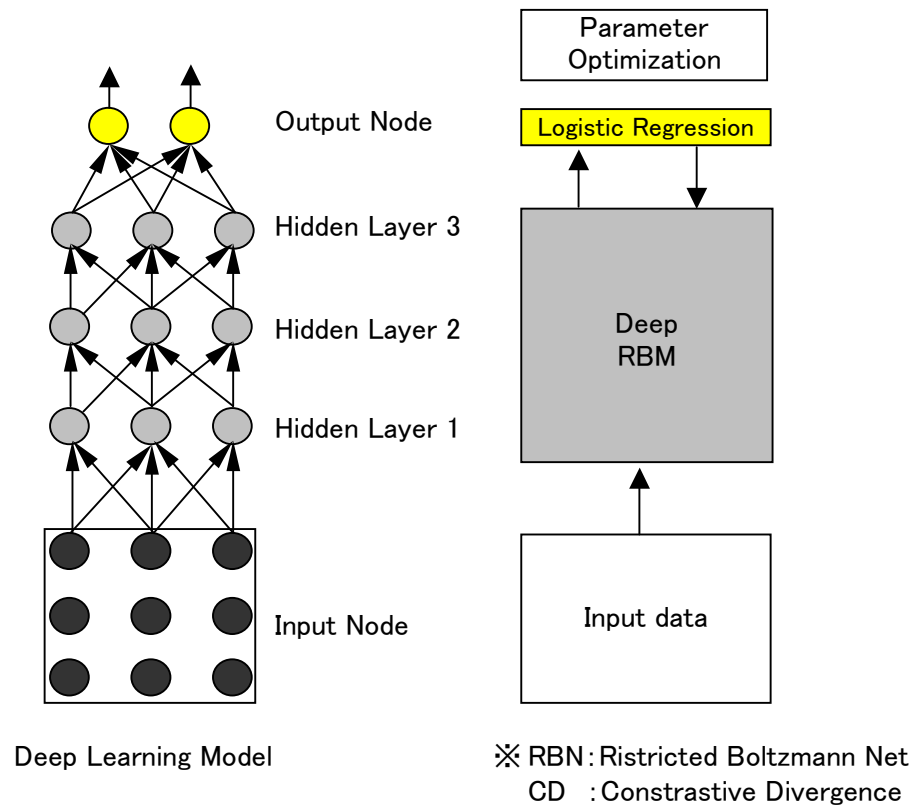 Parameter
Optimization
Output Node
Logistic Regression
Hidden Layer 3
Hidden Layer 2
Deep
RBM
Hidden Layer 1
Input Node
Input data
Deep Learning Model
※ RBN：Ristricted Boltzmann Net
CD ：Constrastive Divergence